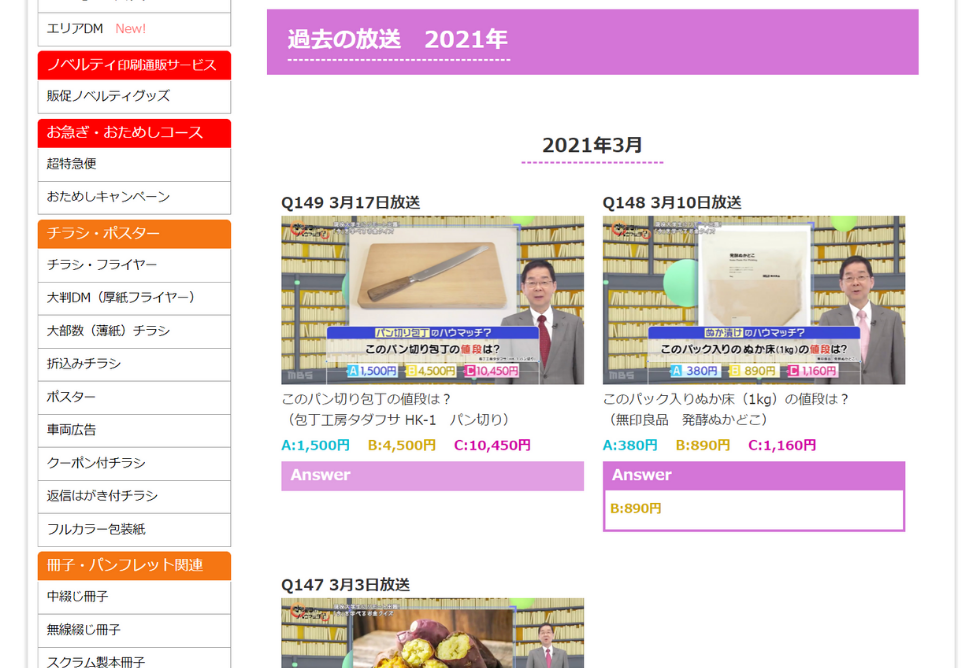 エリアDM New!
ノベルティ印刷通販サービス
販促ノベルティグッズ
お急ぎ・おためしコース
超特急便
おためしキャンペーン
チラシ・ポスター
チラシ・フライヤー
大判DM（厚紙フライヤー）
大部数（薄紙）チラシ
折込みチラシ
ポスター
車両広告
クーポン付チラシ
返信はがき付チラシ
フルカラー包装紙
冊子・パンフレット関連
中綴じ冊子
無線綴じ冊子
スクラム製本冊子
過去の放送　2021年
2021年3月
Q149 3月17日放送
パン切り包丁のハウマッチ？
このパン切り包丁の値段は？
A 1,500円 B 4,500円 C 10,450円
MBS
このパン切り包丁の値段は？
（包丁工房タダフサ HK-1　パン切り）
A:1,500円 B:4,500円 C:10,450円
Answer
Q148 3月10日放送
発酵ぬかどこ
ぬか漬けのハウマッチ？
このパック入りのぬか床(1kg)の値段は？
A 380円 B 890円 C 1,160円
MBS
このパック入りぬか床（1kg）の値段は？
（無印良品　発酵ぬかどこ）
A:380円 B:890円 C:1,160円
Answer
B:890円
Q147 3月3日放送